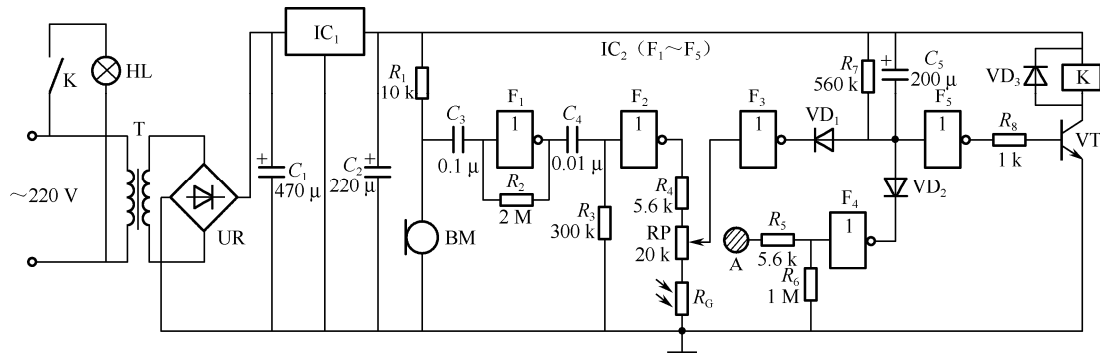 IC₁
IC₂（F₁～F₅）
K
HL
R₁
10 k
R₇
560 k
C₅
200 μ
VD₃
K
T
C₃
0.1 μ
F₁
1
C₄
0.01 μ
F₂
1
F₃
1
VD₁
F₅
1
R₈
1 k
VT
～220 V
UR
C₁
470 μ
C₂
220 μ
R₂
2 M
BM
R₃
300 k
R₄
5.6 k
RP
20 k
R_G
A
R₅
5.6 k
R₆
1 M
F₄
1
VD₂